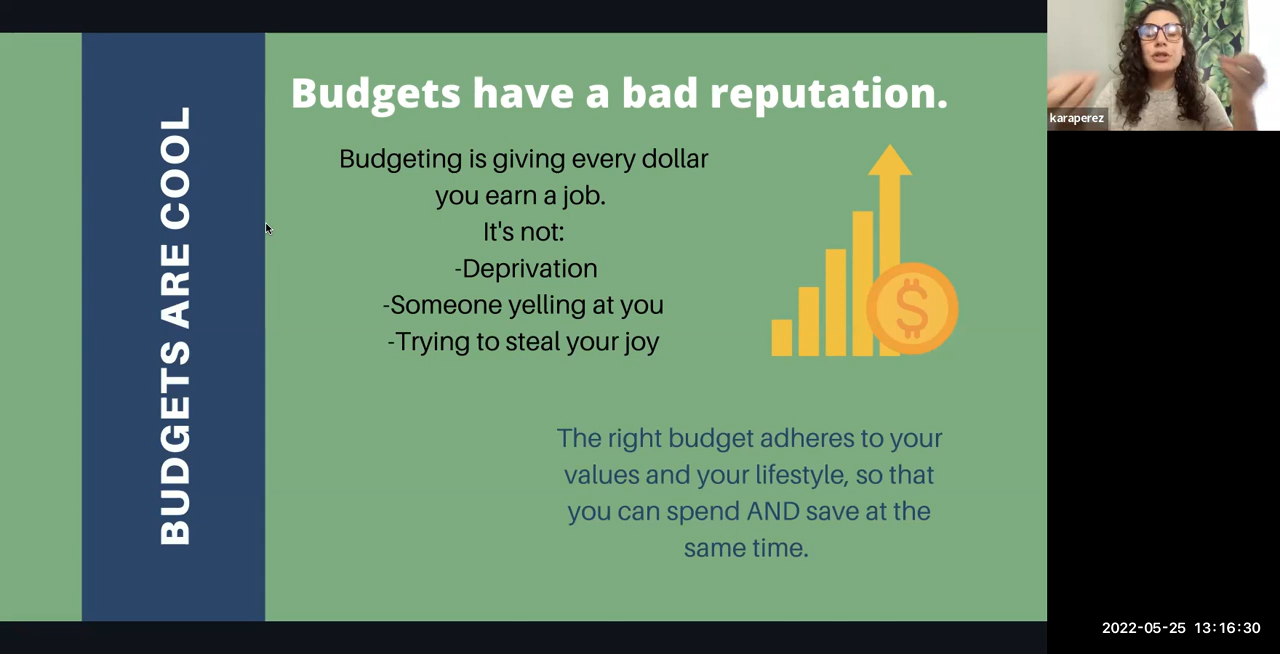 BUDGETS ARE COOL
Budgets have a bad reputation.
Budgeting is giving every dollar
you earn a job.
It's not:
-Deprivation
-Someone yelling at you
-Trying to steal your joy
$
The right budget adheres to your
values and your lifestyle, so that
you can spend AND save at the
same time.
karaperez
2022-05-25 13:16:30